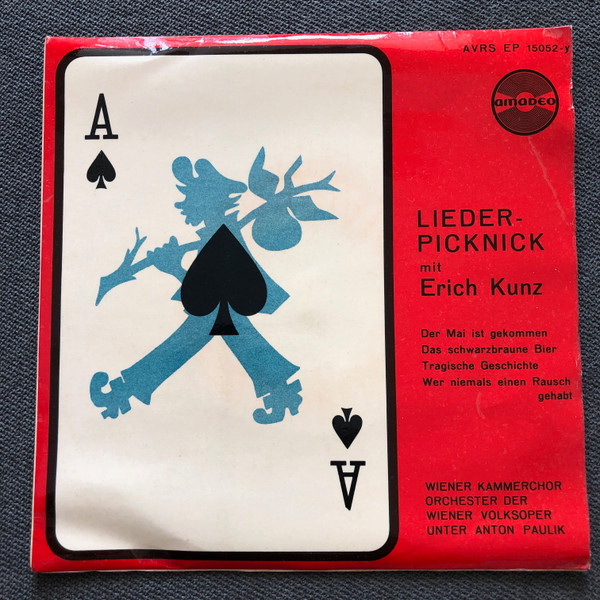 AVRS EP 15052-y
amadeo
A
LIEDER-
PICKNICK
mit
Erich Kunz
Der Mai ist gekommen
Das schwarzbraune Bier
Tragische Geschichte
Wer niemals einen Rausch
gehabt
A
WIENER KAMMERCHOR
ORCHESTER DER
WIENER VOLKSOPER
UNTER ANTON PAULIK